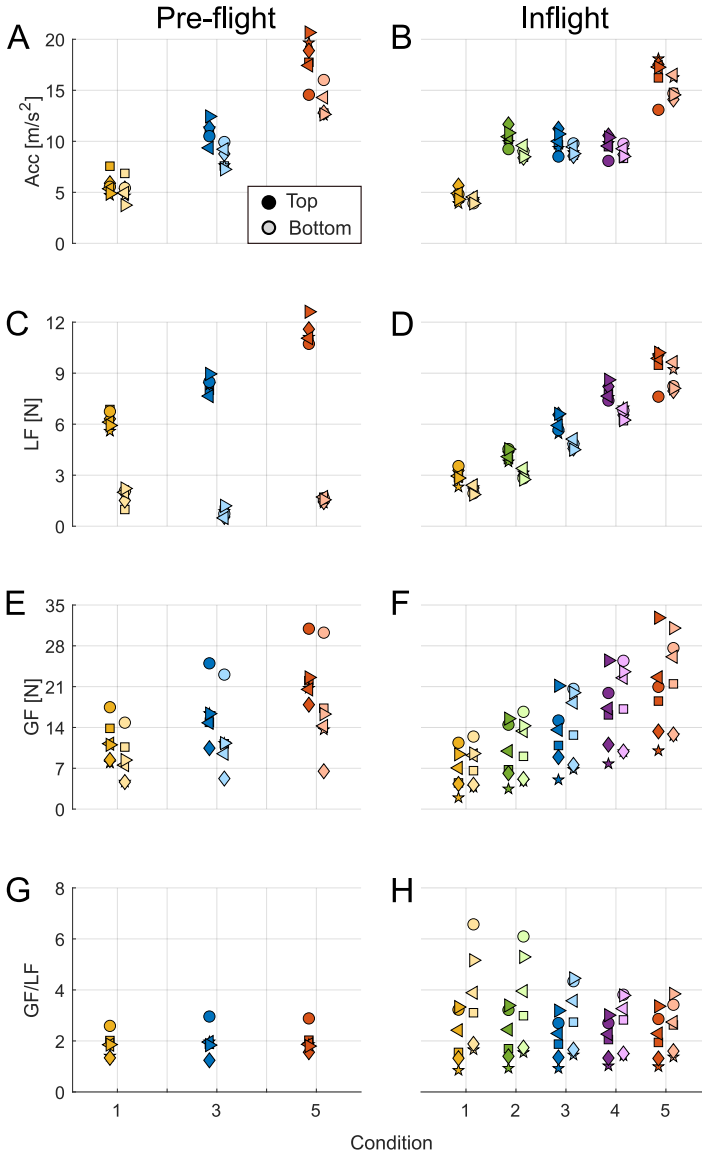 Pre-flight
Inflight
A
B
Acc [m/s²]
20
15
10
5
0
Top
Bottom
C
D
LF [N]
12
9
6
3
0
E
F
GF [N]
35
28
21
14
7
0
G
H
GF/LF
8
6
4
2
0
1
3
5
1
2
3
4
5
Condition